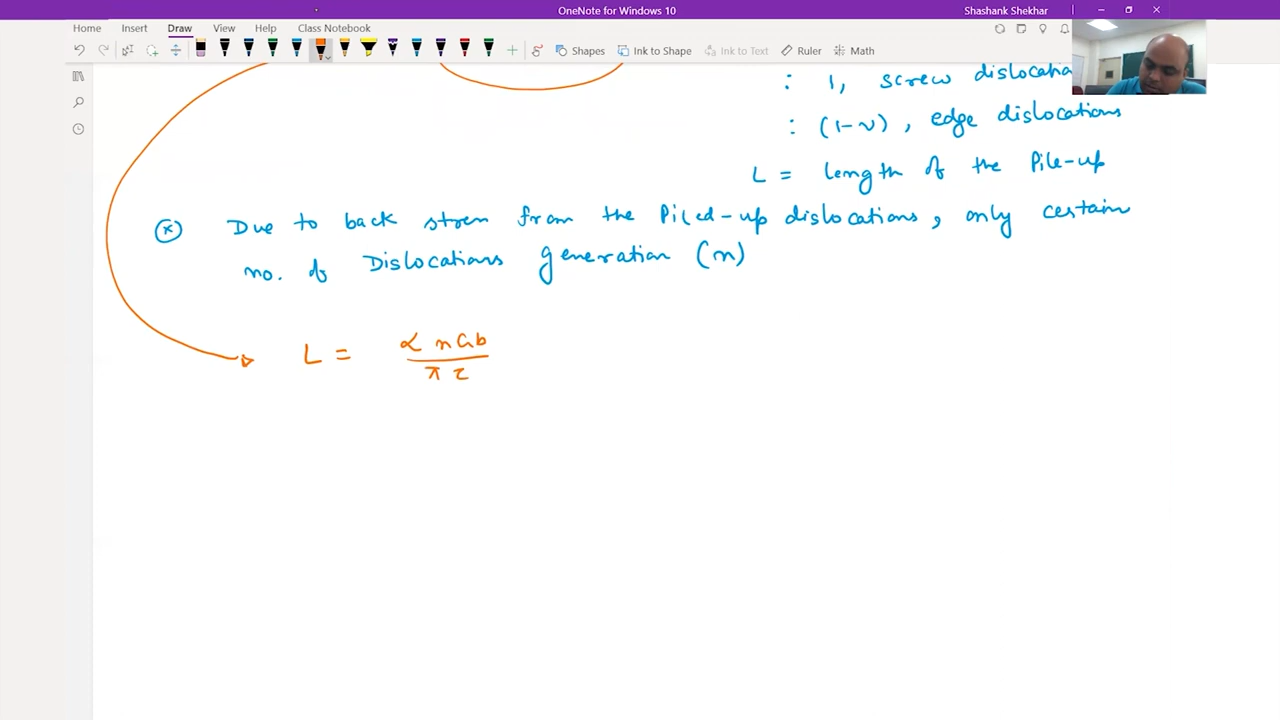 OneNote for Windows 10
Shashank Shekhar
Home Insert Draw View Help Class Notebook
Shapes Ink to Shape Ink to Text Ruler Math
: 1, screw dislocatio
: (1-ν), edge dislocations
L = length of the Pile-up
(x) Due to back stress from the Piled-up dislocations, only certain
no. of Dislocations generation (n)
L = α n G b
π τ